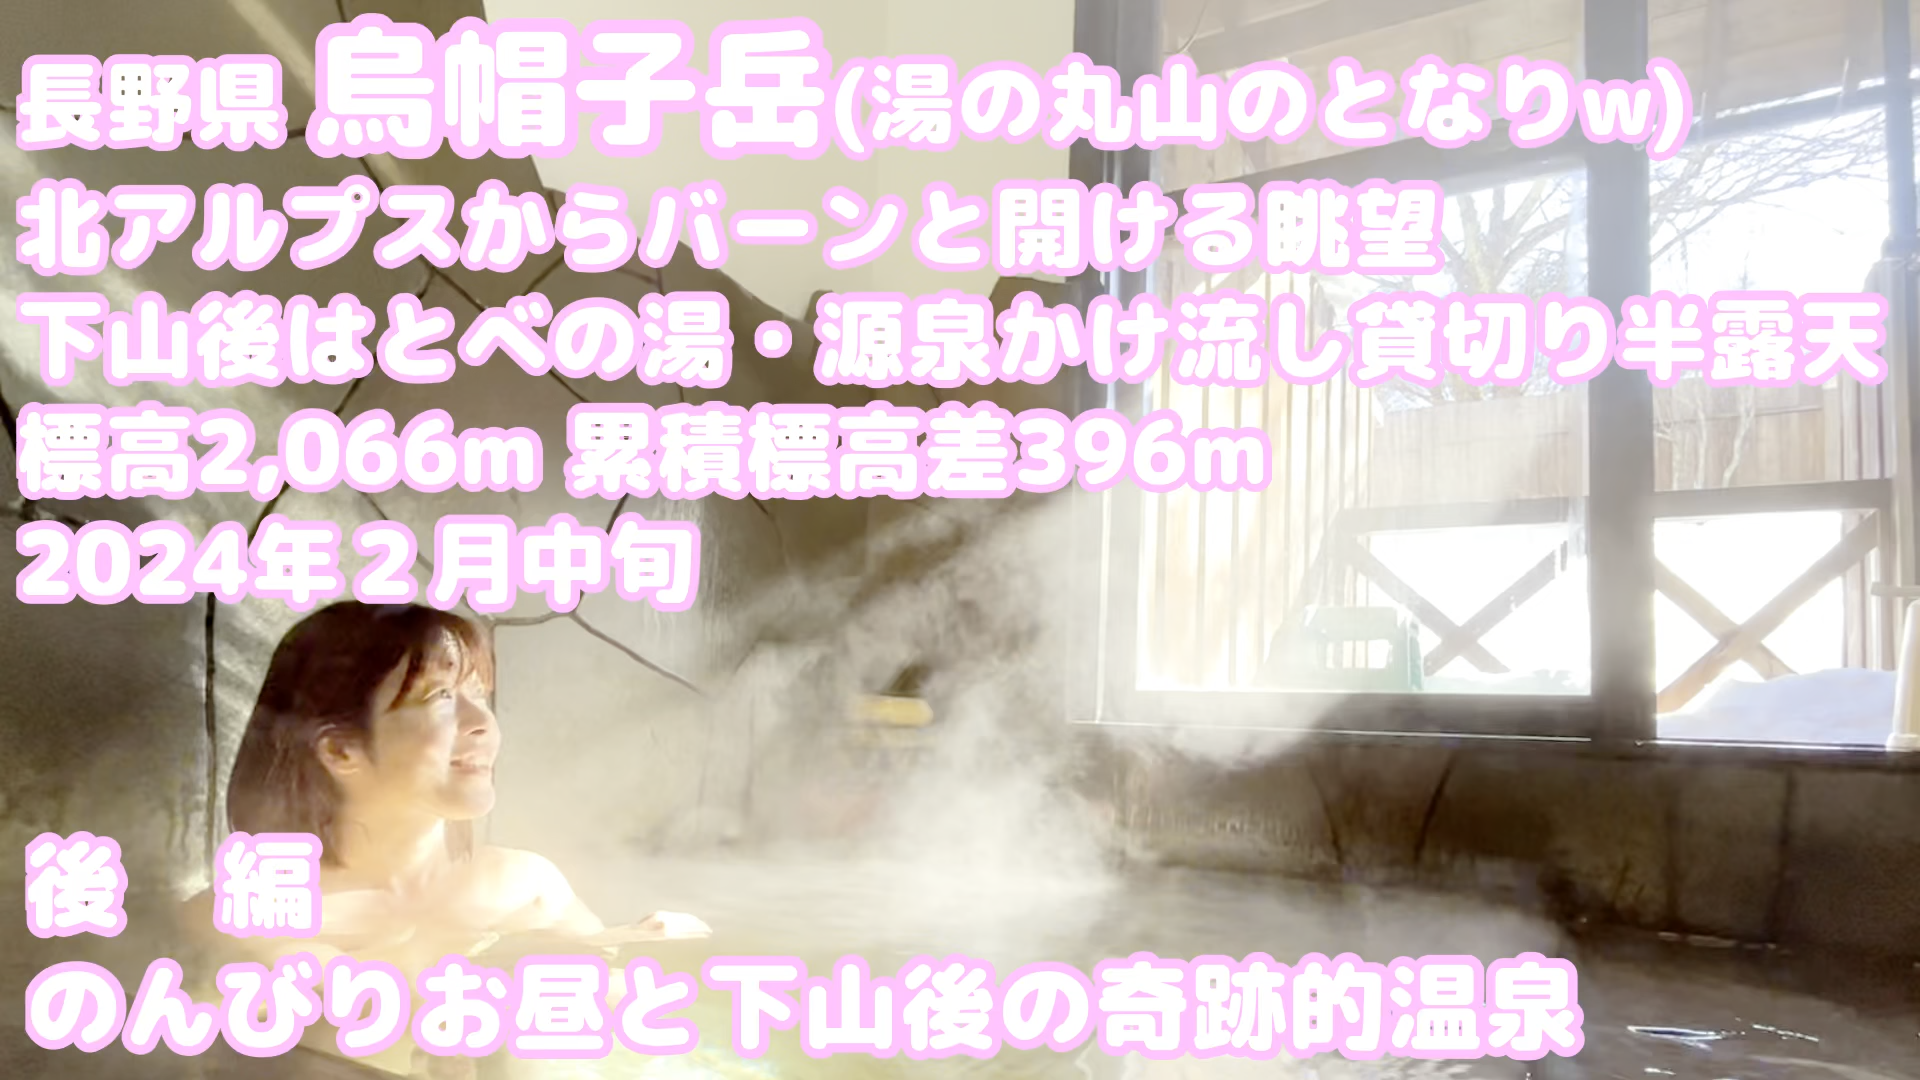 長野県 烏帽子岳(湯の丸山のとなりw)
北アルプスからバーンと開ける眺望
下山後はとべの湯・源泉かけ流し貸切り半露天
標高2,066m 累積標高差396m
2024年２月中旬
後　編
のんびりお昼と下山後の奇跡的温泉